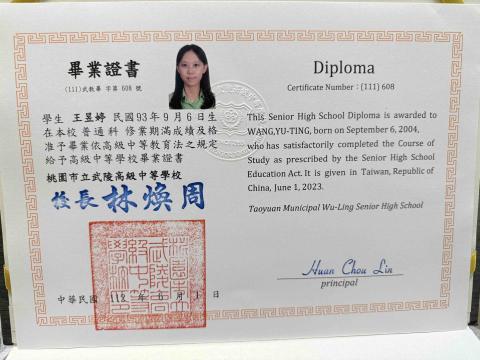 畢業證書
(111)武教畢 字第 608 號
學生 王昱婷 民國93年9月6日生
在本校 普通科 修業期滿成績及格
准予畢業依高級中等教育法之規定
給予高級中等學校畢業證書
桃園市立武陵高級中等學校
校長 林煥周
中華民國 112 年 6 月 1 日
Diploma
Certificate Number : (111) 608
This Senior High School Diploma is awarded to
WANG,YU-TING, born on September 6, 2004,
who has satisfactorily completed the Course of
Study as prescribed by the Senior High School
Education Act. It is given in Taiwan, Republic of
China, June 1, 2023.
Taoyuan Municipal Wu-Ling Senior High School
Huan Chou Lin
principal